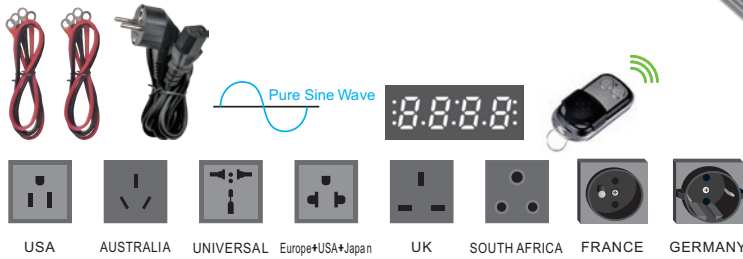 Pure Sine Wave
:8.8:8.8:
USA
AUSTRALIA
UNIVERSAL
Europe+USA+Japan
UK
SOUTH AFRICA
FRANCE
GERMANY